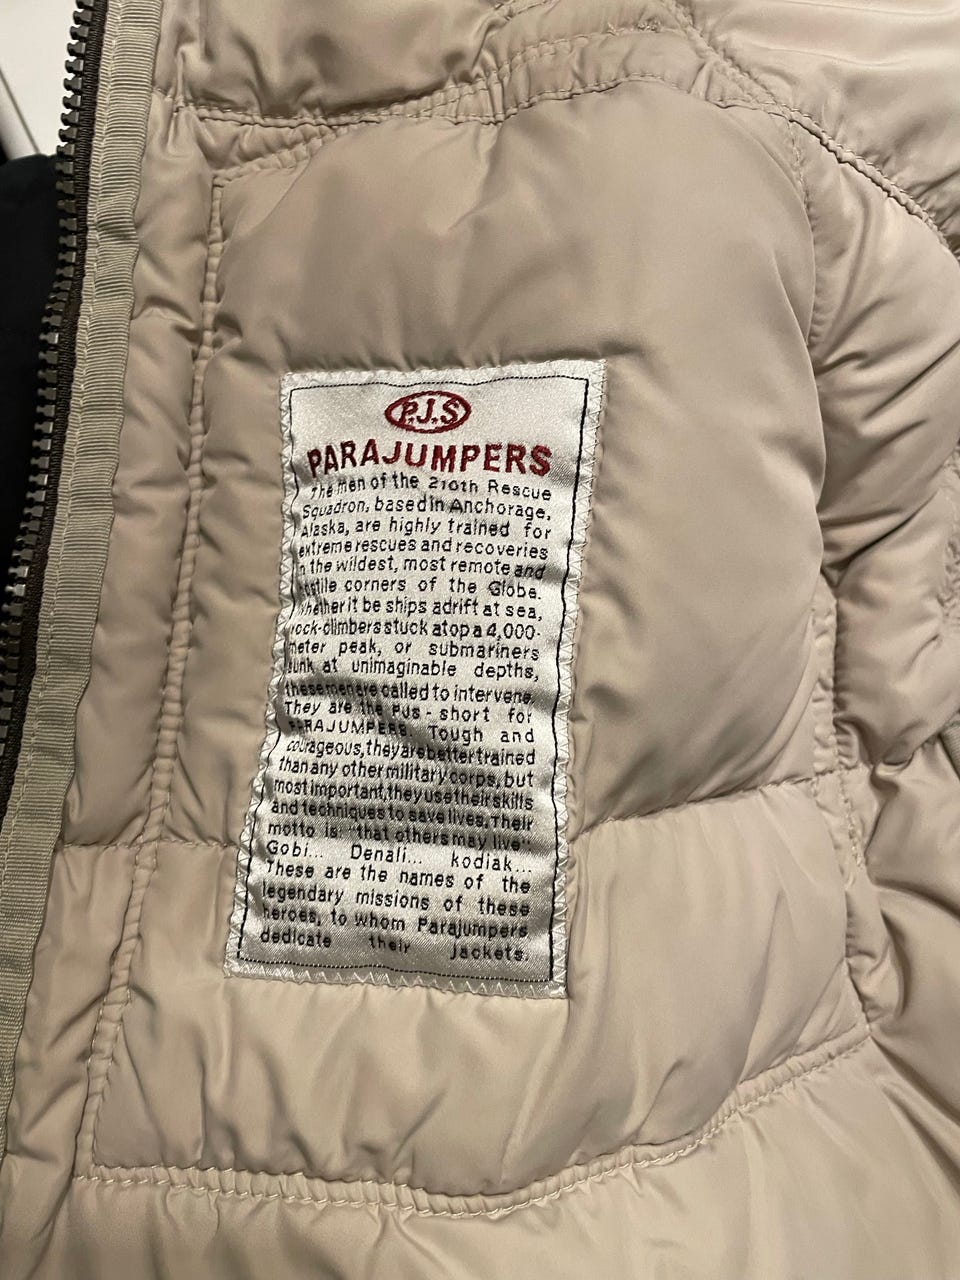 P.J.S
PARAJUMPERS
The men of the 210th Rescue
Squadron, based in Anchorage,
Alaska, are highly trained for
extreme rescues and recoveries
in the wildest, most remote and
hostile corners of the Globe.
Whether it be ships adrift at sea,
rock-climbers stuck atop a 4,000-
meter peak, or submariners
sunk at unimaginable depths,
these men are called to intervene.
They are the PJs - short for
PARAJUMPERS. Tough and
courageous, they are better trained
than any other military corps, but
most important, they use their skills
and techniques to save lives. Their
motto is: "that others may live"
Gobi... Denali... kodiak...
These are the names of the
legendary missions of these
heroes, to whom Parajumpers
dedicate their jackets.